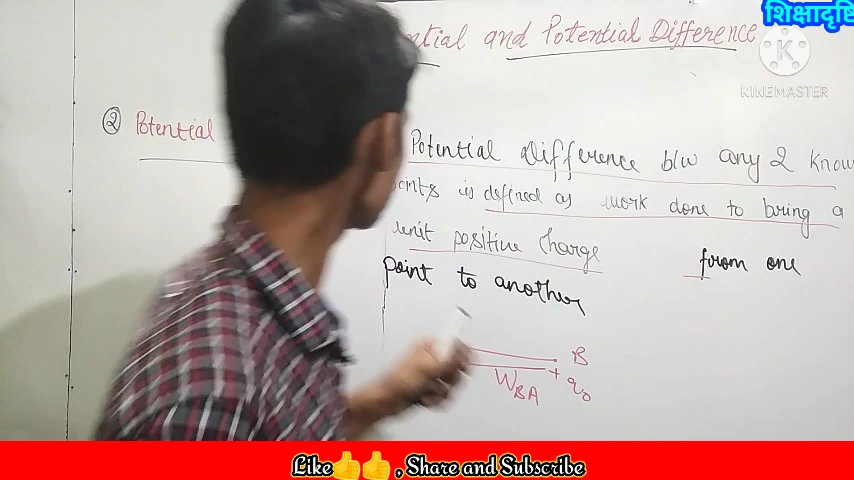 शिक्षादृष्टि
ntial and Potential Difference
KINEMASTER
② Potential
Potential Difference b/w any 2 know
points is defined as work done to bring a
unit positive charge from one
point to another
B
W_BA + q₀
Like👍👍 , Share and Subscribe